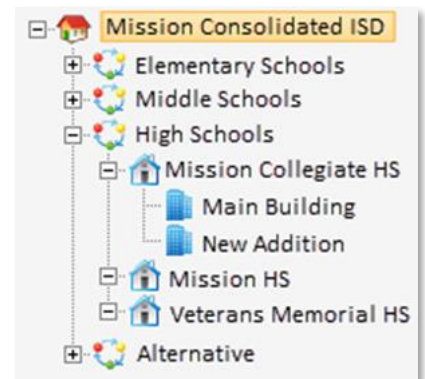 Mission Consolidated ISD
Elementary Schools
Middle Schools
High Schools
Mission Collegiate HS
Main Building
New Addition
Mission HS
Veterans Memorial HS
Alternative